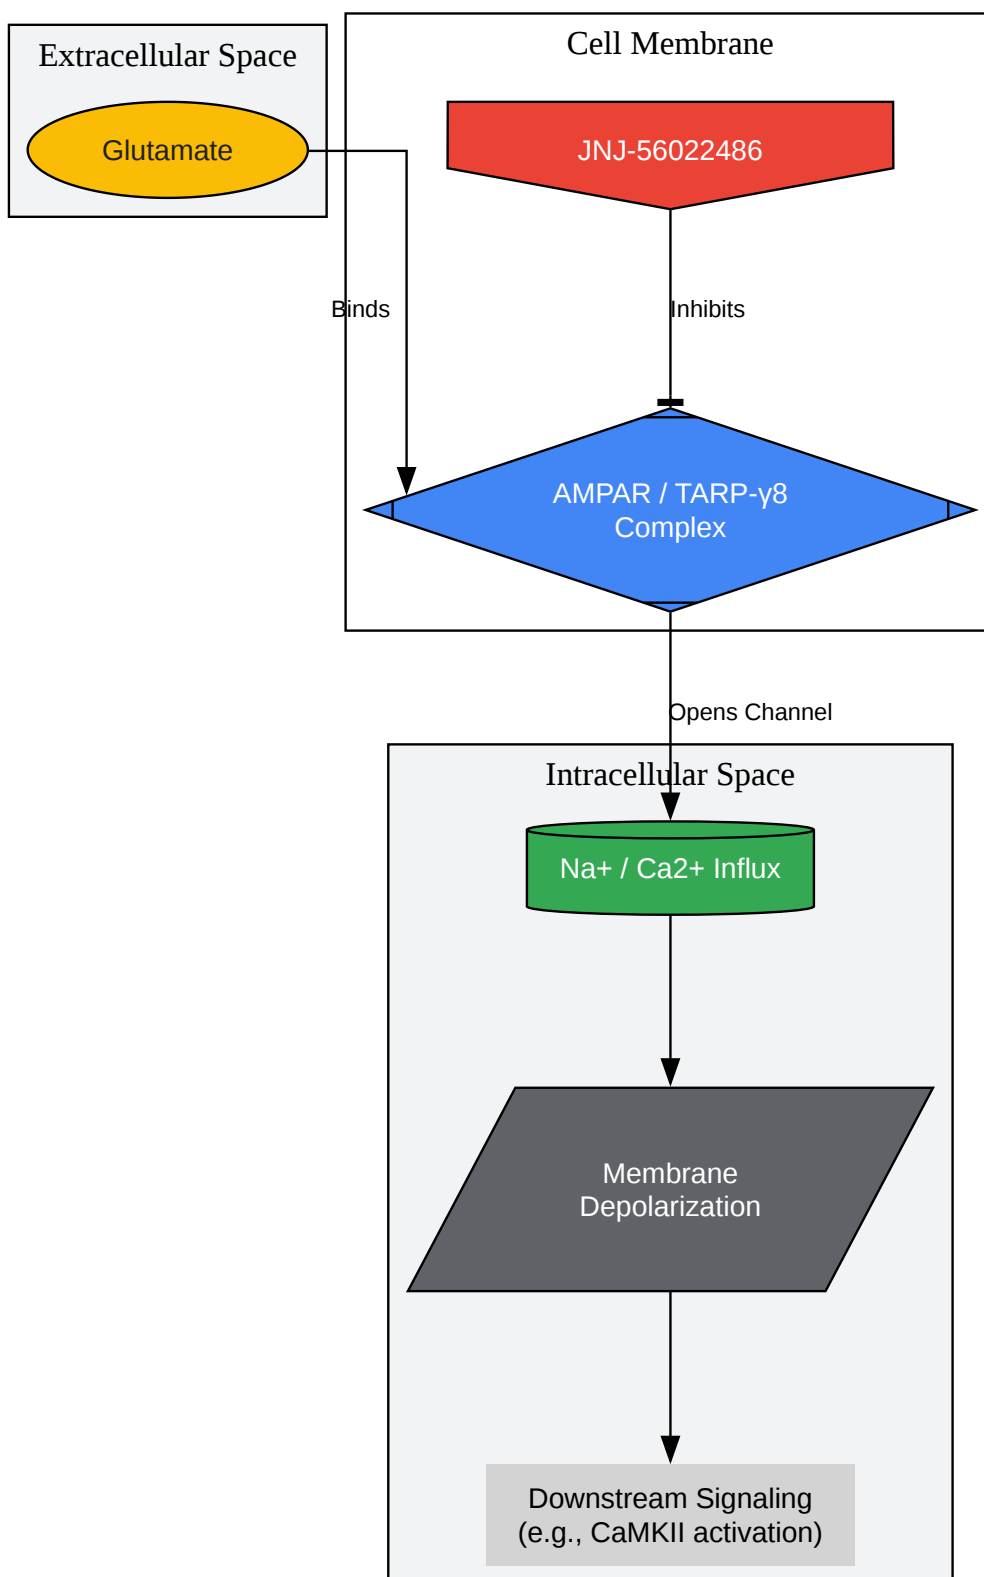 Extracellular Space
Glutamate
Cell Membrane
JNJ-56022486
Binds
Inhibits
AMPAR / TARP-γ8
Complex
Opens Channel
Intracellular Space
Na+ / Ca2+ Influx
Membrane
Depolarization
Downstream Signaling
(e.g., CaMKII activation)